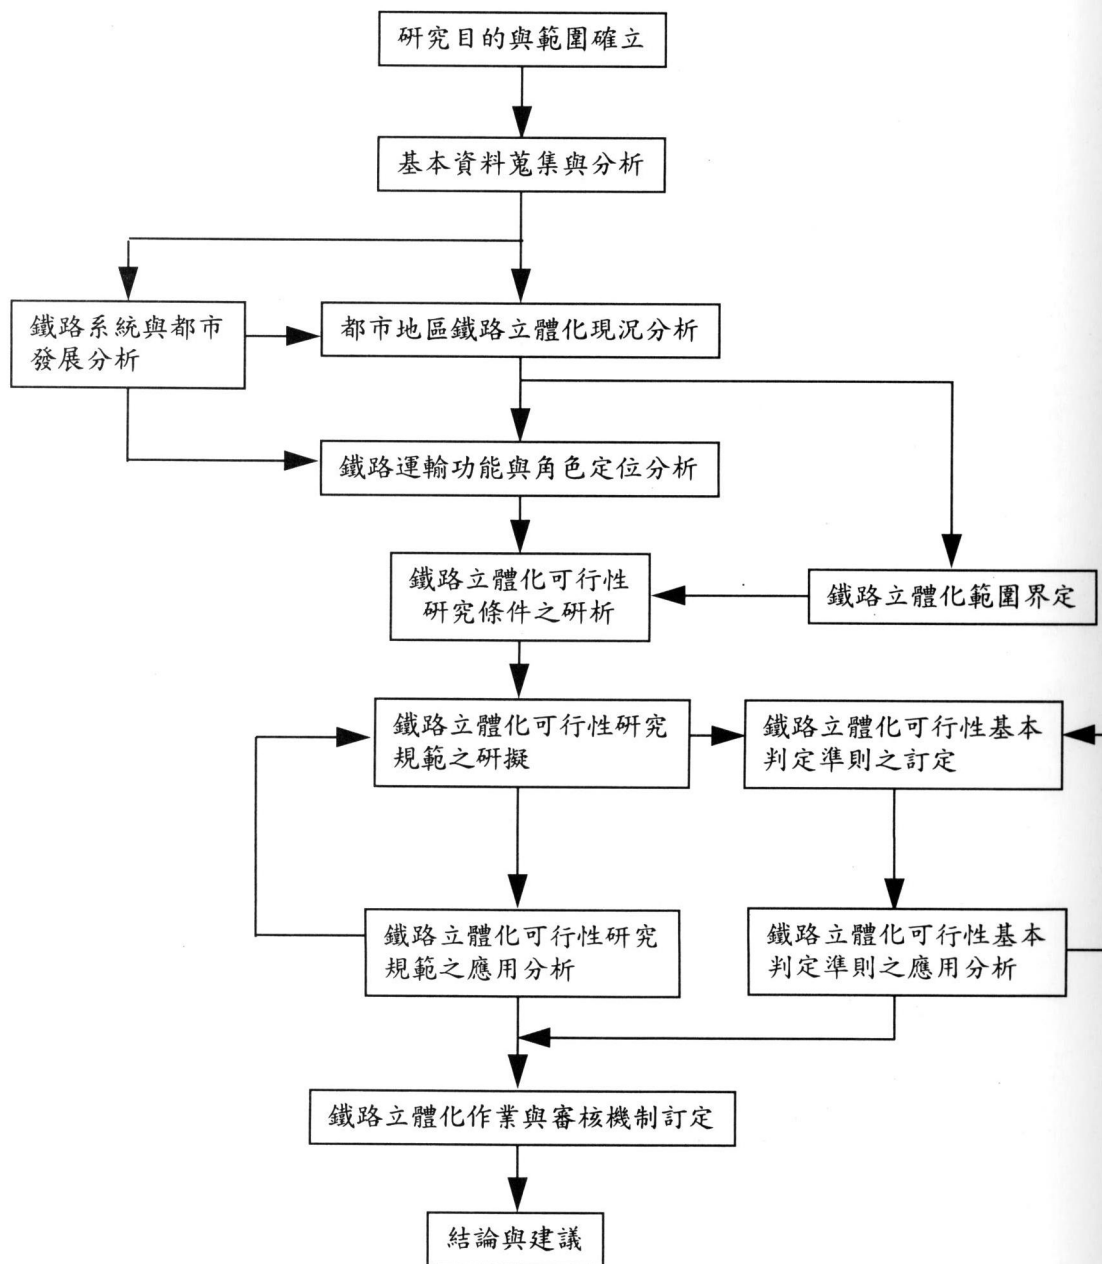 研究目的與範圍確立
基本資料蒐集與分析
鐵路系統與都市
發展分析
都市地區鐵路立體化現況分析
鐵路運輸功能與角色定位分析
鐵路立體化可行性
研究條件之研析
鐵路立體化範圍界定
鐵路立體化可行性研究
規范之研擬
鐵路立體化可行性基本
判定準則之訂定
鐵路立體化可行性研究
規范之應用分析
鐵路立體化可行性基本
判定準則之應用分析
鐵路立體化作業與審核機制訂定
結論與建議